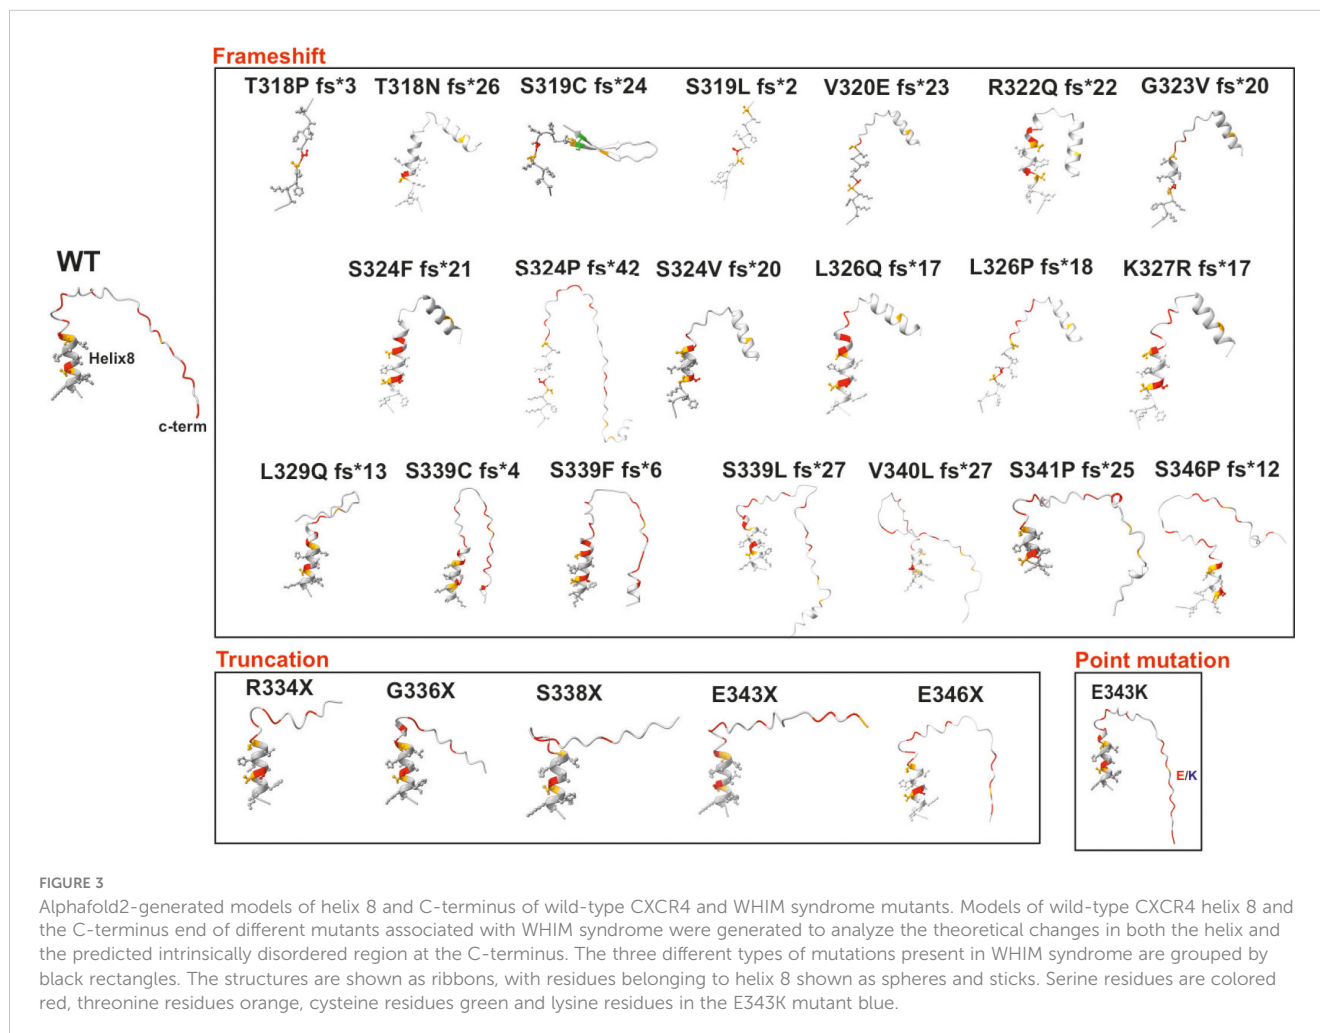 Frameshift
T318P fs*3 T318N fs*26 S319C fs*24 S319L fs*2 V320E fs*23 R322Q fs*22 G323V fs*20
WT
Helix8
c-term
S324F fs*21 S324P fs*42 S324V fs*20 L326Q fs*17 L326P fs*18 K327R fs*17
L329Q fs*13 S339C fs*4 S339F fs*6 S339L fs*27 V340L fs*27 S341P fs*25 S346P fs*12
Truncation
R334X G336X S338X E343X E346X
Point mutation
E343K
E/K
FIGURE 3
Alphafold2-generated models of helix 8 and C-terminus of wild-type CXCR4 and WHIM syndrome mutants. Models of wild-type CXCR4 helix 8 and
the C-terminus end of different mutants associated with WHIM syndrome were generated to analyze the theoretical changes in both the helix and
the predicted intrinsically disordered region at the C-terminus. The three different types of mutations present in WHIM syndrome are grouped by
black rectangles. The structures are shown as ribbons, with residues belonging to helix 8 shown as spheres and sticks. Serine residues are colored
red, threonine residues orange, cysteine residues green and lysine residues in the E343K mutant blue.